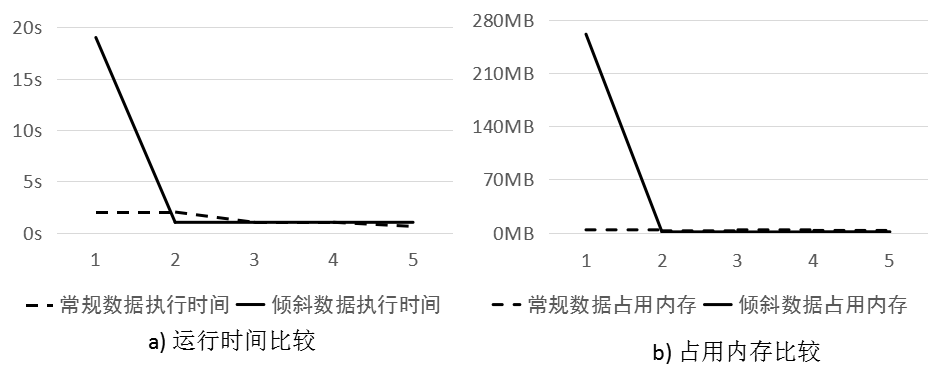 20s
15s
10s
5s
0s
1 2 3 4 5
常规数据执行时间 倾斜数据执行时间
a) 运行时间比较
280MB
210MB
140MB
70MB
0MB
1 2 3 4 5
常规数据占用内存 倾斜数据占用内存
b) 占用内存比较